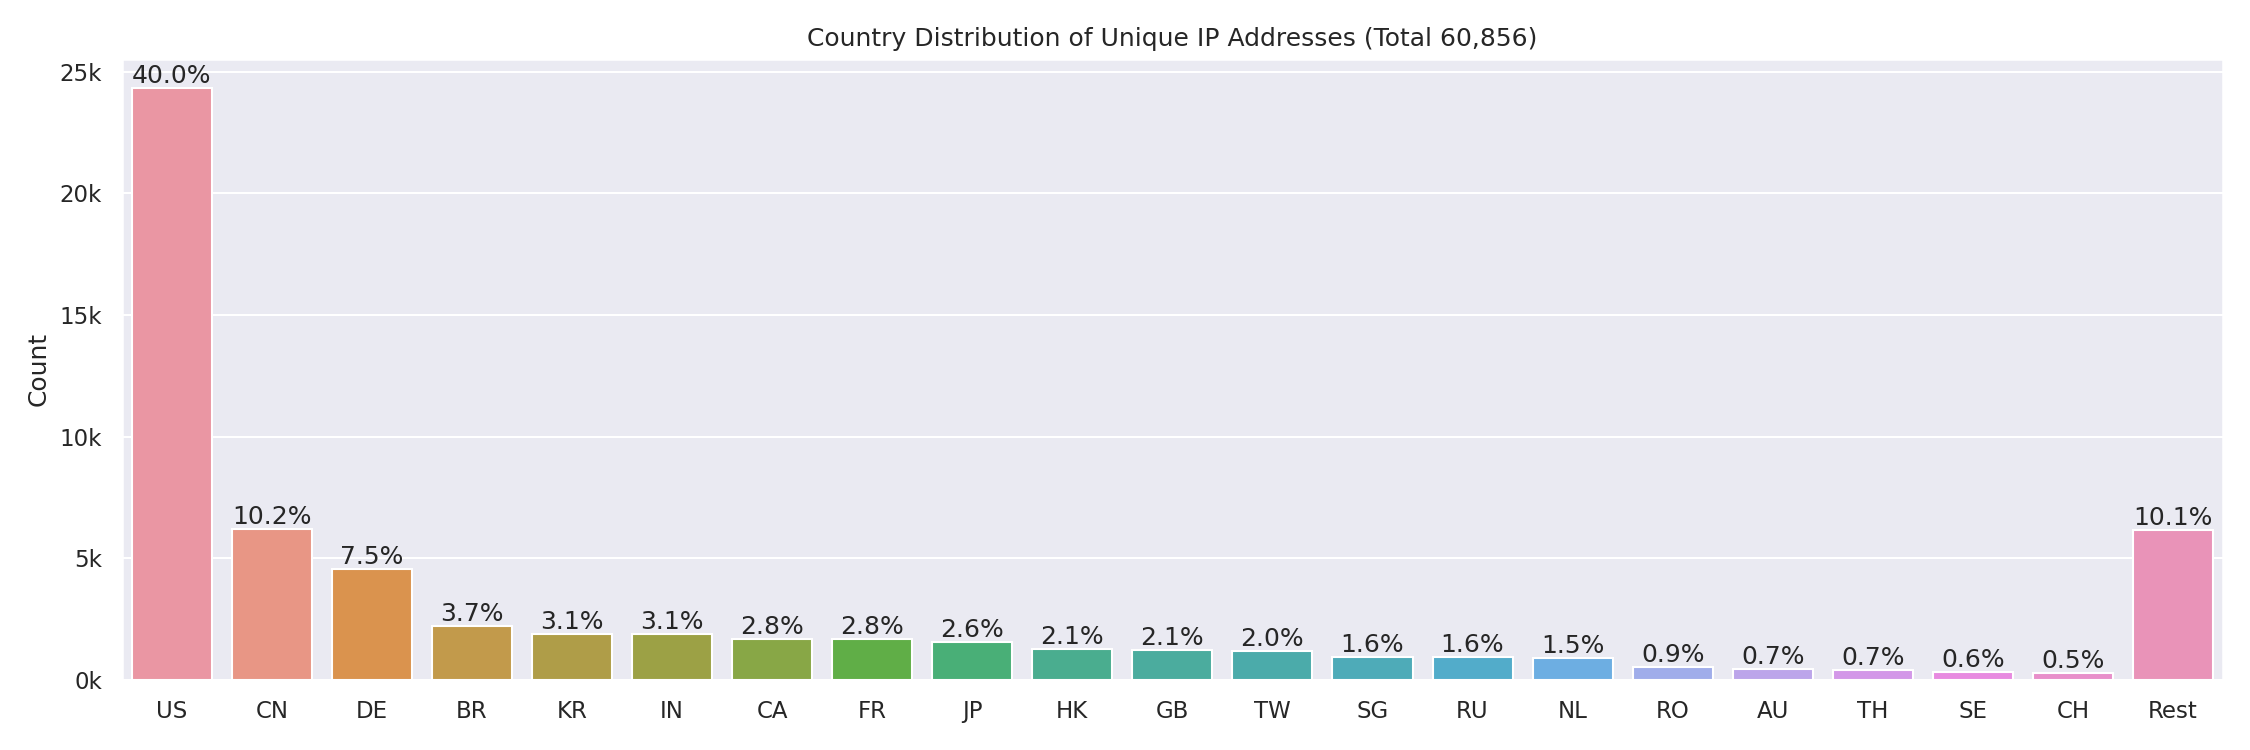 Country Distribution of Unique IP Addresses (Total 60,856)
Count
25k
20k
15k
10k
5k
0k
40.0%
10.2%
7.5%
3.7%
3.1%
3.1%
2.8%
2.8%
2.6%
2.1%
2.1%
2.0%
1.6%
1.6%
1.5%
0.9%
0.7%
0.7%
0.6%
0.5%
10.1%
US CN DE BR KR IN CA FR JP HK GB TW SG RU NL RO AU TH SE CH Rest